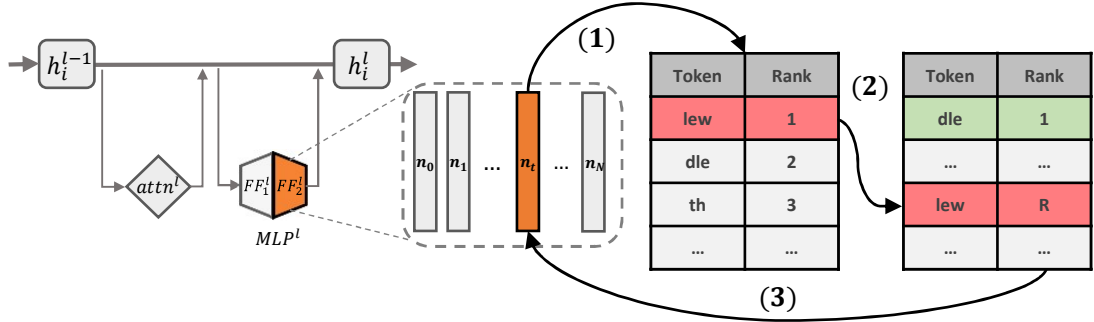 (1)
h_i^{l-1}
h_i^l
Token Rank
lew 1
dle 2
th 3
... ...
(2)
Token Rank
dle 1
... ...
lew R
... ...
n_0 n_1 ... n_t ... n_N
attn^l
FF_1^l FF_2^l
MLP^l
(3)